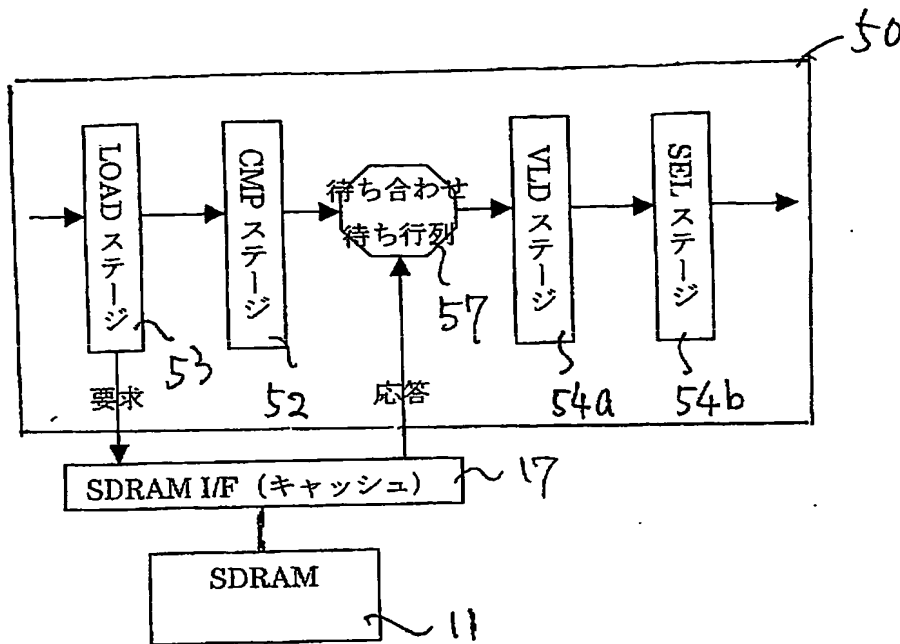 50
LOAD ステージ
CMP ステージ
待ち合わせ
待ち行列
VLD ステージ
SEL ステージ
53
52
57
54a
54b
要求
応答
SDRAM I/F (キャッシュ)
17
SDRAM
11